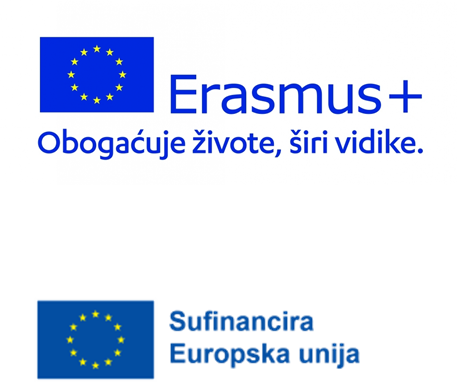 Erasmus+
Obogaćuje živote, širi vidike.
Sufinancira
Europska unija